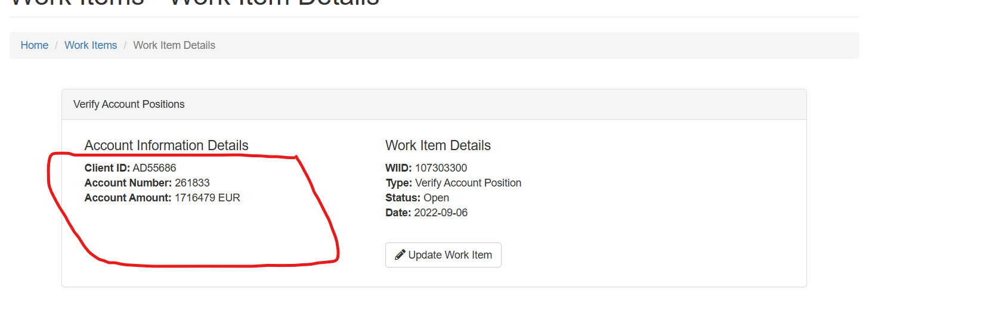 Work Items - Work Item Details
Home / Work Items / Work Item Details
Verify Account Positions
Account Information Details
Client ID: AD55686
Account Number: 261833
Account Amount: 1716479 EUR
Work Item Details
WIID: 107303300
Type: Verify Account Position
Status: Open
Date: 2022-09-06
Update Work Item